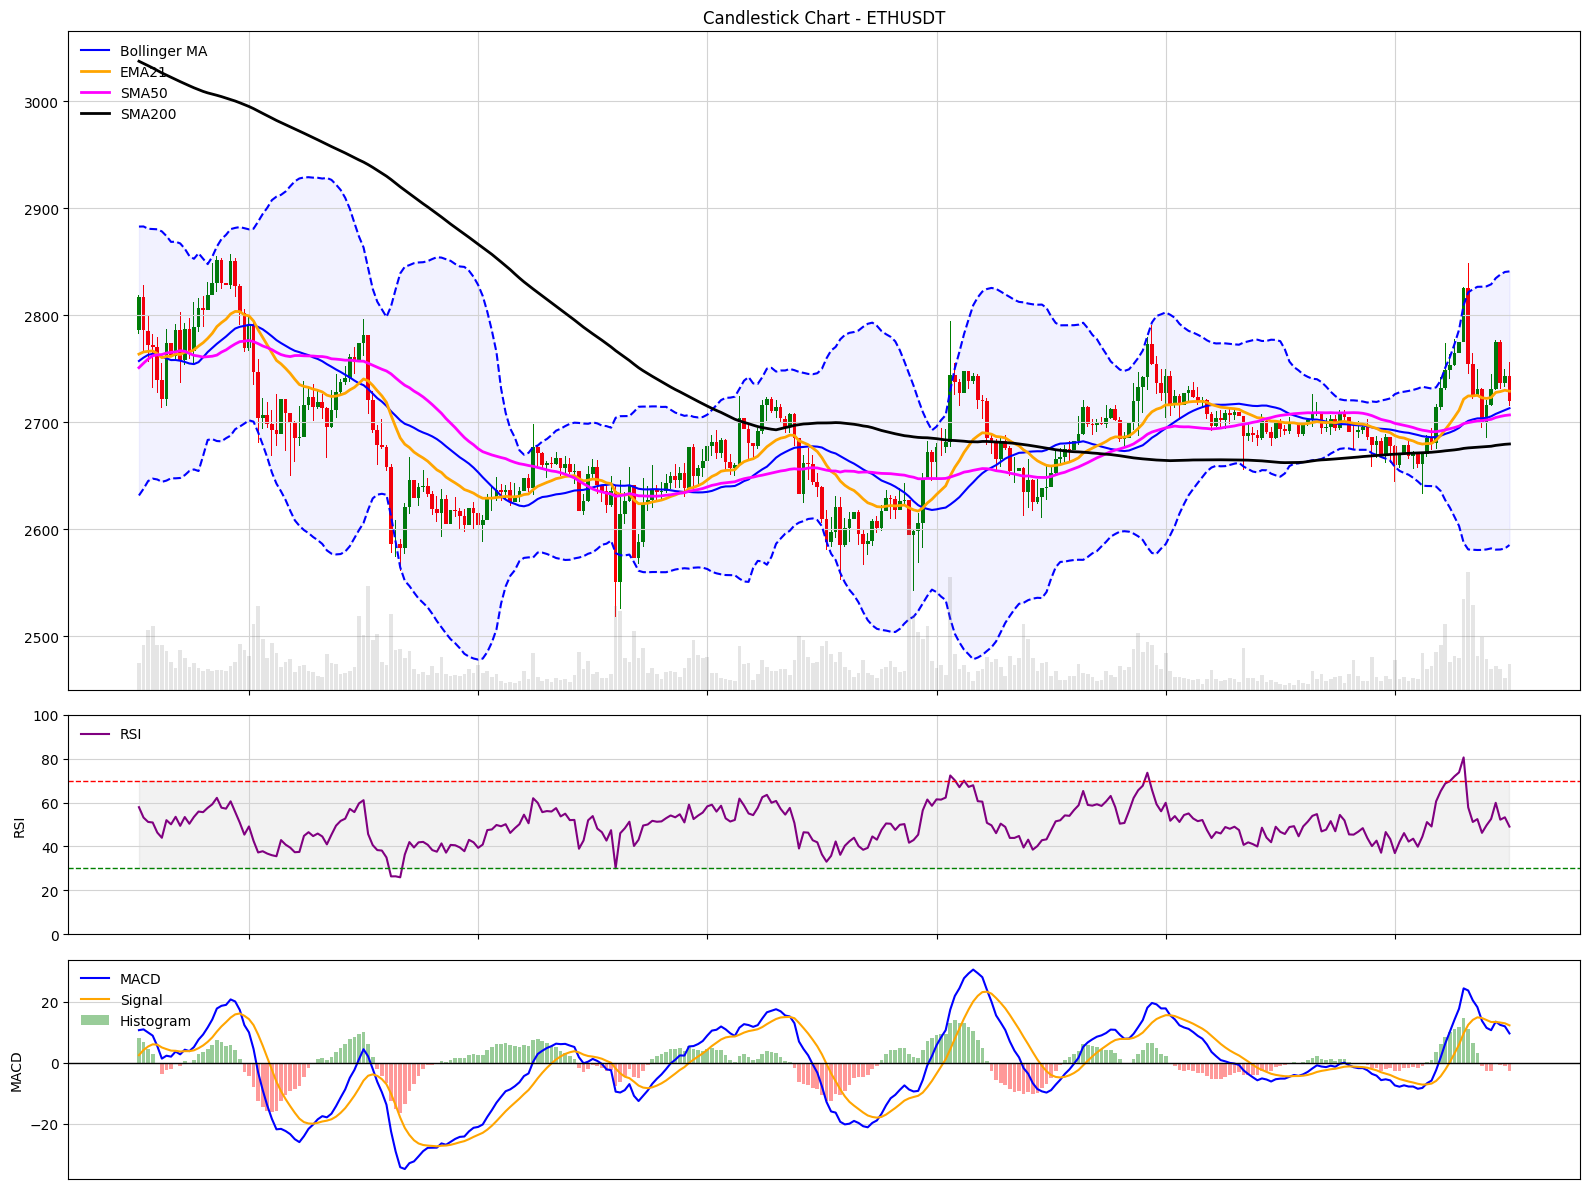 Candlestick Chart - ETHUSDT
Bollinger MA
EMA21
SMA50
SMA200
3000
2900
2800
2700
2600
2500
RSI
RSI
100
80
60
40
20
0
MACD
Signal
Histogram
MACD
20
0
−20